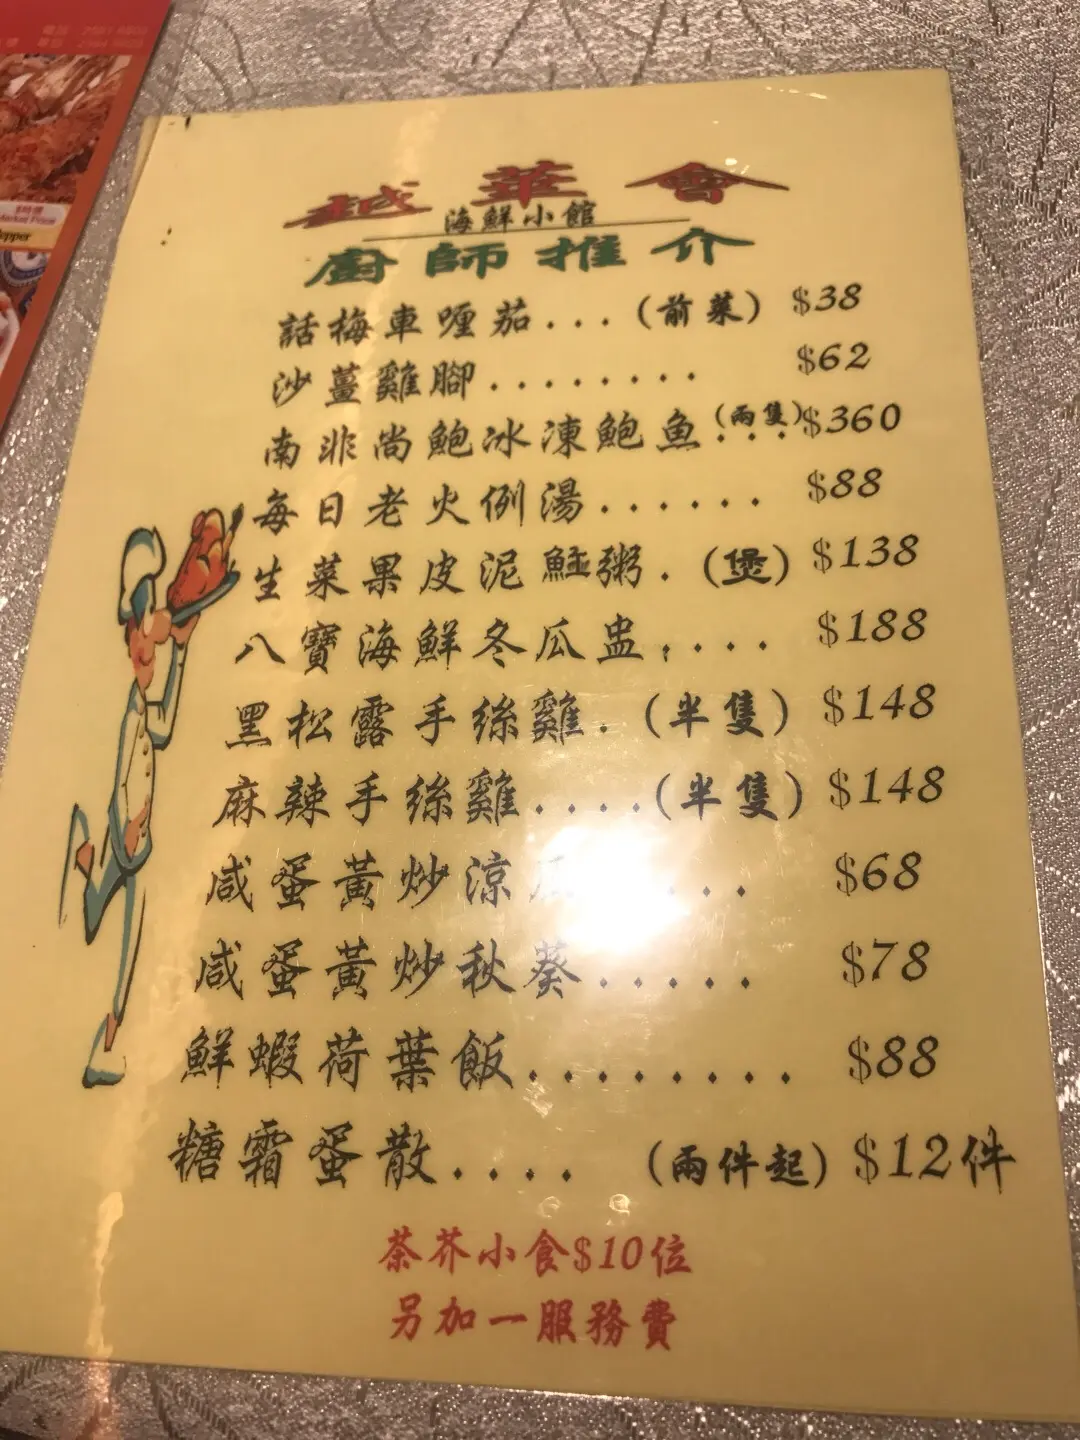 越華會
海鮮小館
廚師推介
話梅車喱茄...(前菜) $38
沙薑雞腳......... $62
南非尚鮑冰凍鮑魚(兩隻)...$360
每日老火例湯...... $88
生菜果皮泥鯭粥.(煲) $138
八寶海鮮冬瓜盅.... $188
黑松露手絲雞.(半隻) $148
麻辣手絲雞....(半隻) $148
咸蛋黃炒涼瓜... $68
咸蛋黃炒秋葵...... $78
鮮蝦荷葉飯......... $88
糖霜蛋散.... (兩件起) $12件
茶芥小食$10位
另加一服務費
Market Price
epper